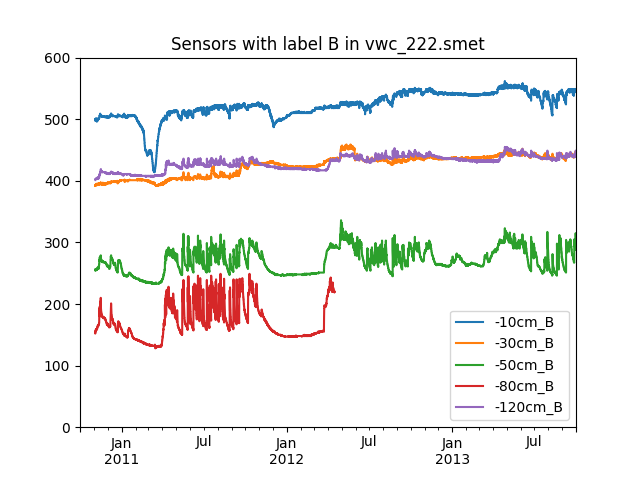 Sensors with label B in vwc_222.smet
600
500
400
300
200
100
0
Jan
2011
Jul
Jan
2012
Jul
Jan
2013
Jul
-10cm_B
-30cm_B
-50cm_B
-80cm_B
-120cm_B